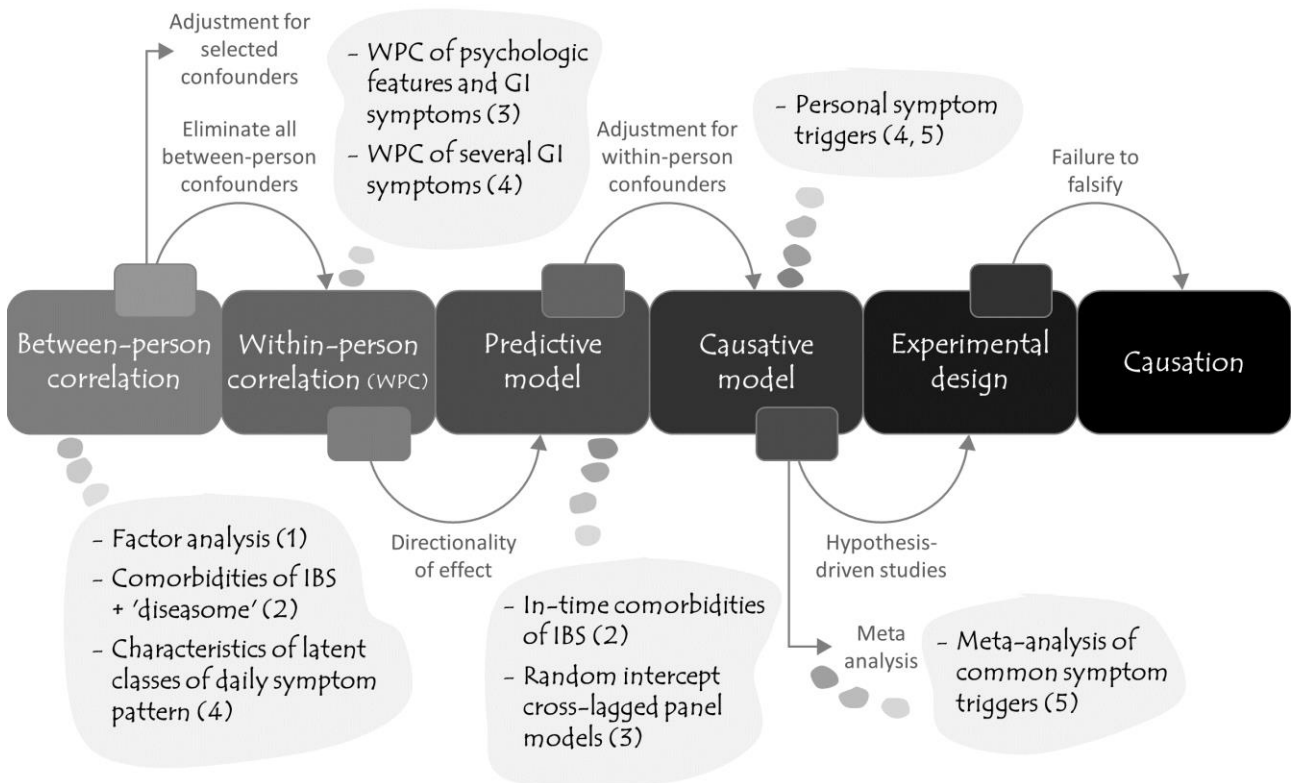 Adjustment for
selected
confounders
Eliminate all
between-person
confounders
- WPC of psychologic
features and GI
symptoms (3)
- WPC of several GI
symptoms (4)
Adjustment for
within-person
confounders
- Personal symptom
triggers (4, 5)
Failure to
falsify
Between-person
correlation
Within-person
correlation (WPC)
Predictive
model
Causative
model
Experimental
design
Causation
- Factor analysis (1)
- Comorbidities of IBS
+ 'diseasome' (2)
- Characteristics of latent
classes of daily symptom
pattern (4)
Directionality
of effect
- In-time comorbidities
of IBS (2)
- Random intercept
cross-lagged panel
models (3)
Hypothesis-
driven studies
Meta
analysis
- Meta-analysis of
common symptom
triggers (5)